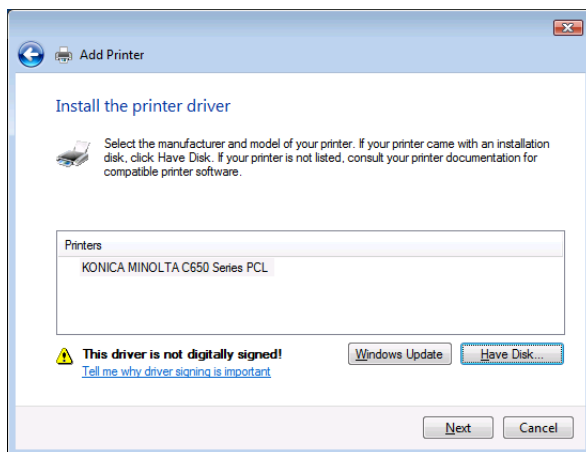 Add Printer
Install the printer driver
Select the manufacturer and model of your printer. If your printer came with an installation
disk, click Have Disk. If your printer is not listed, consult your printer documentation for
compatible printer software.
Printers
KONICA MINOLTA C650 Series PCL
This driver is not digitally signed!
Windows Update
Have Disk...
Tell me why driver signing is important
Next
Cancel